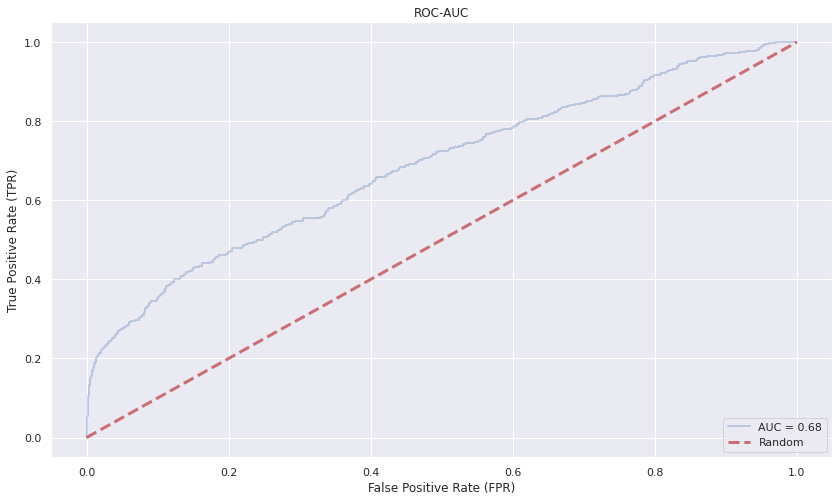 ROC-AUC
True Positive Rate (TPR)
1.0
0.8
0.6
0.4
0.2
0.0
0.0 0.2 0.4 0.6 0.8 1.0
False Positive Rate (FPR)
AUC = 0.68
Random